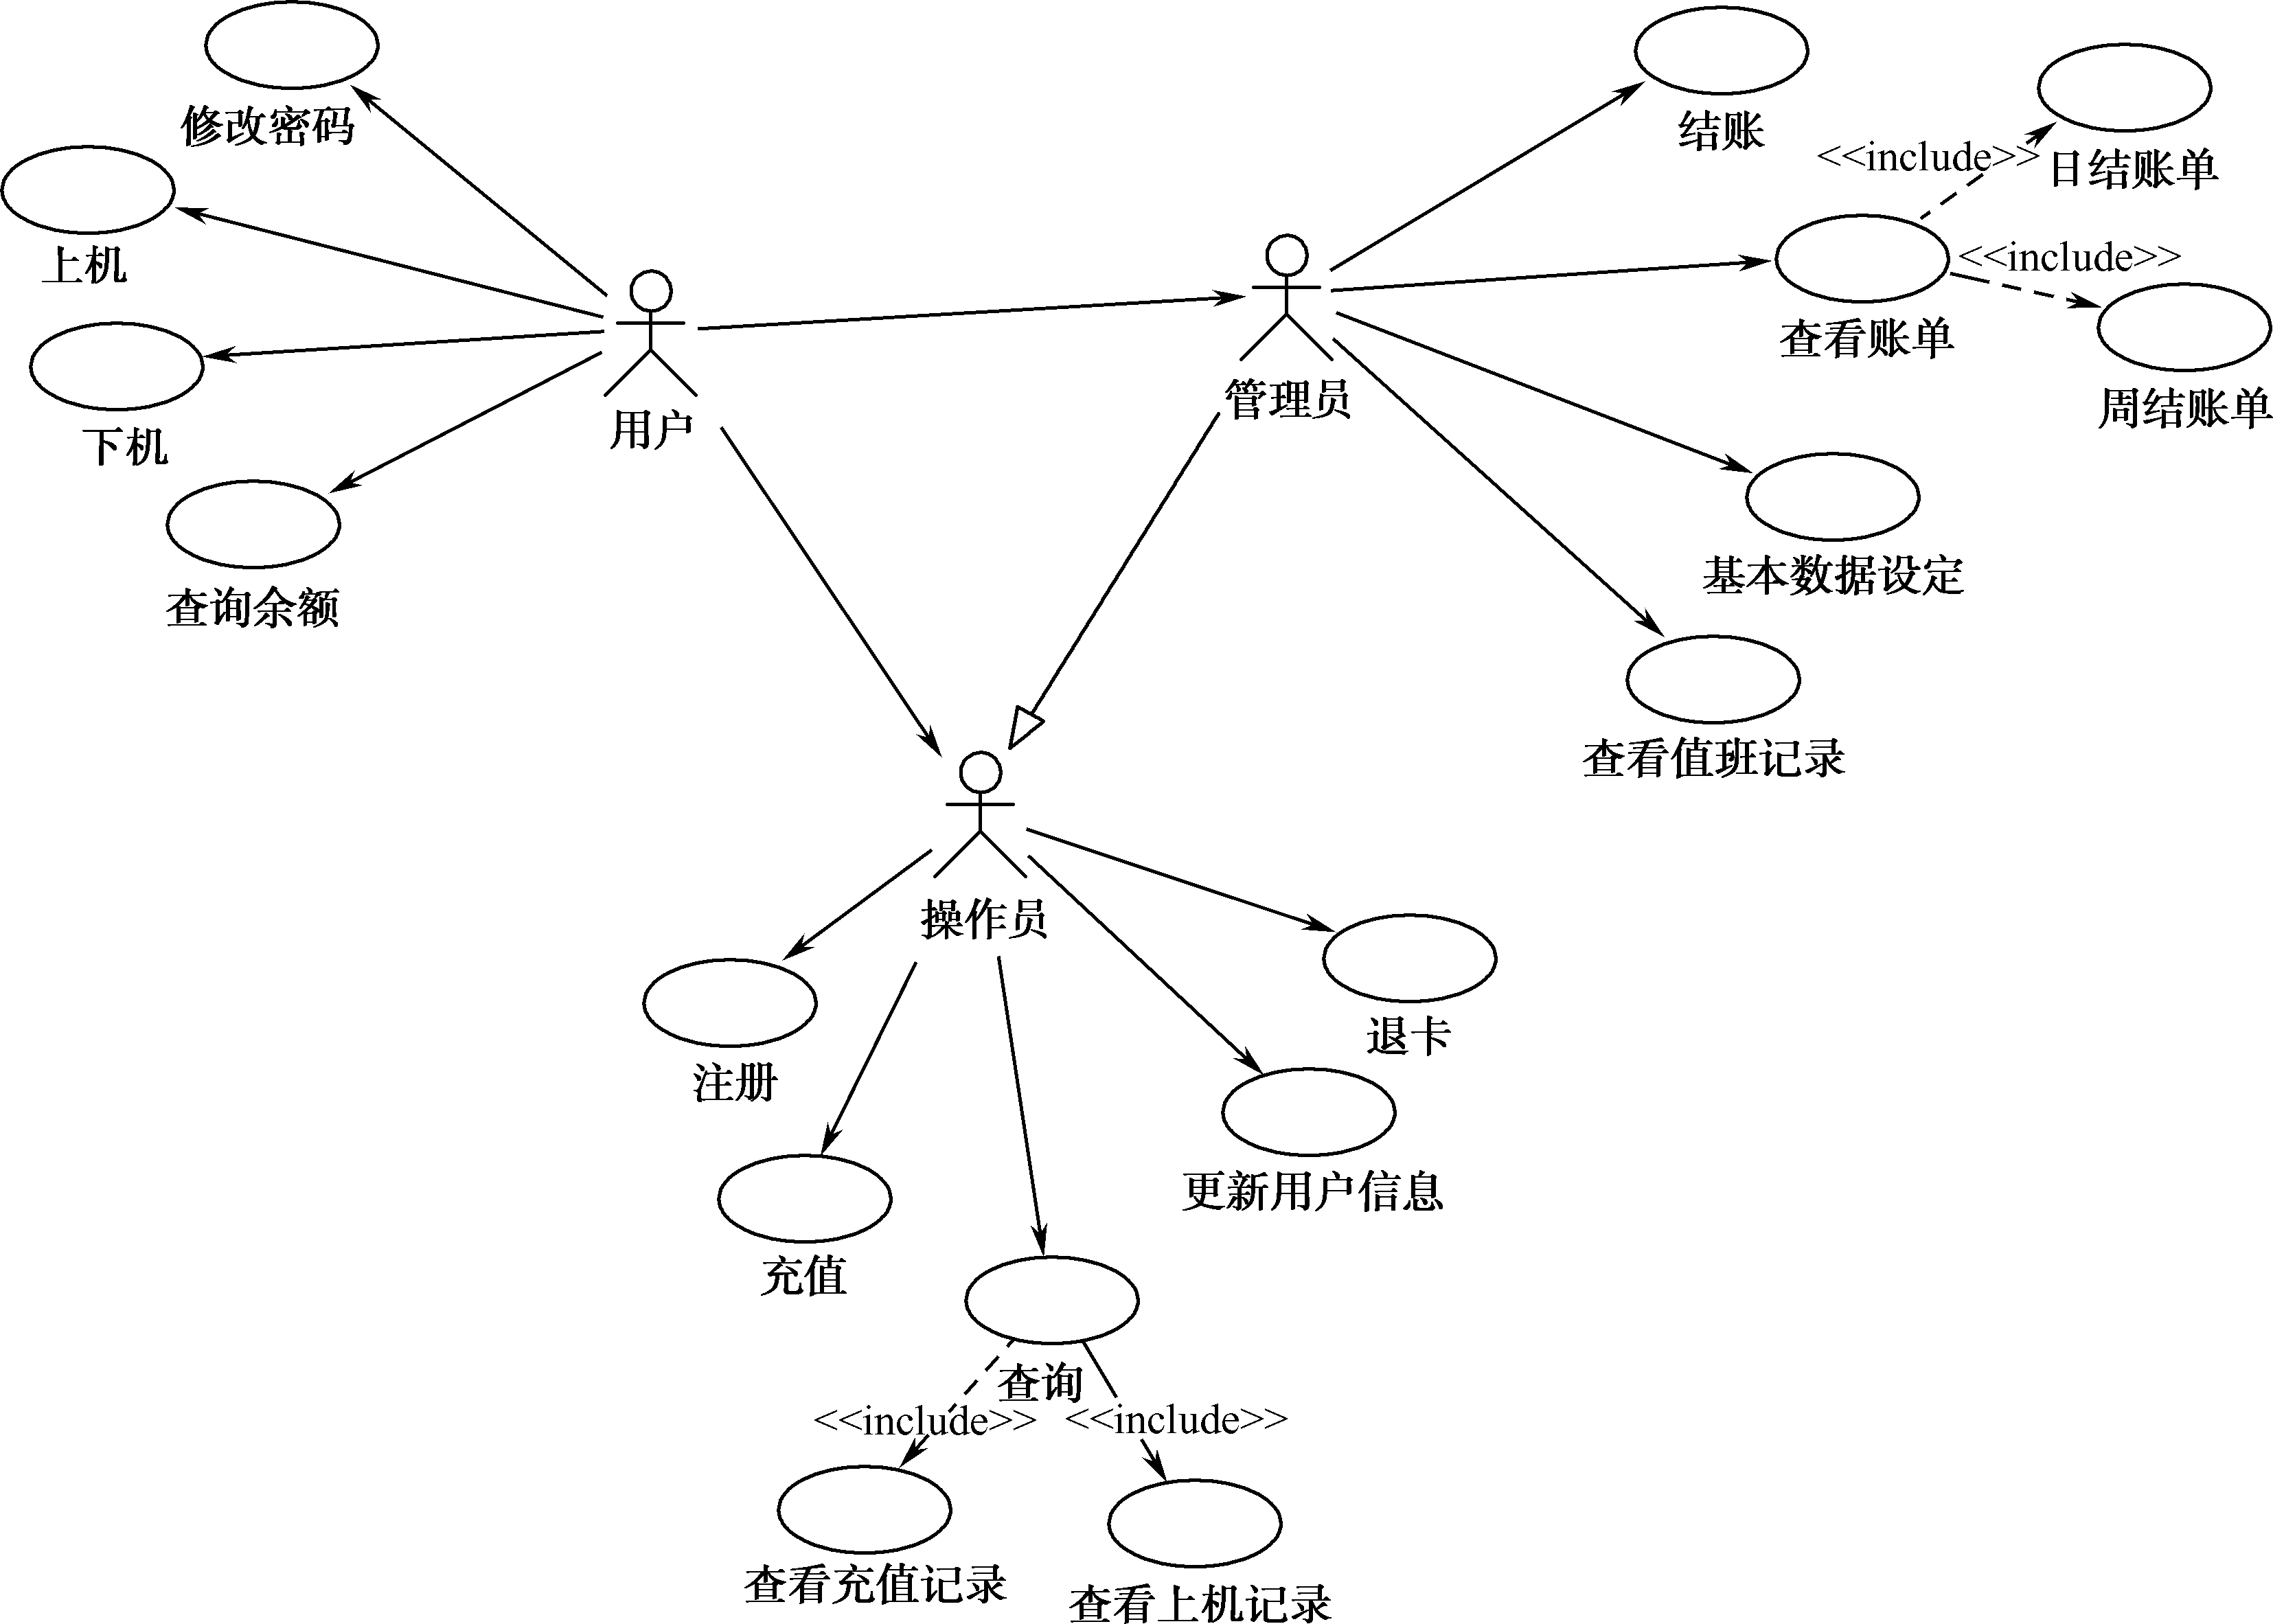 修改密码
结账
<<include>>
日结账单
上机
<<include>>
查看账单
管理员
周结账单
用户
下机
基本数据设定
查询余额
查看值班记录
操作员
退卡
注册
更新用户信息
充值
查询
<<include>>
<<include>>
查看充值记录
查看上机记录